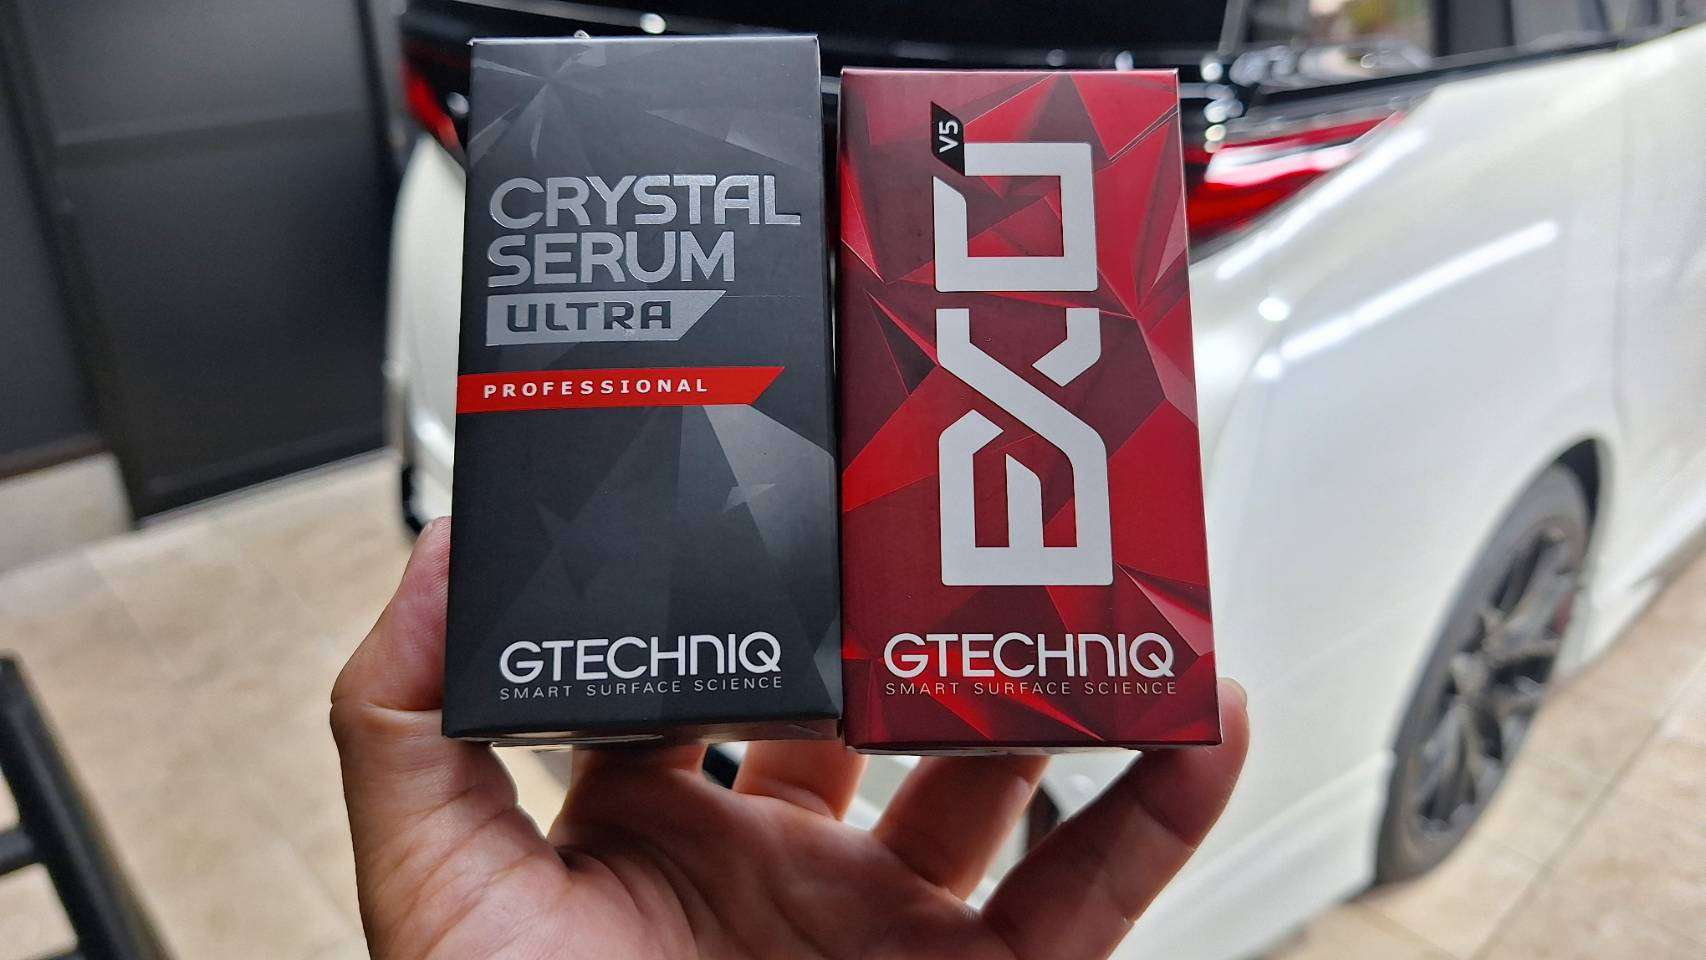 CRYSTAL
SERUM
ULTRA
PROFESSIONAL
GTECHNIQ
SMART SURFACE SCIENCE
EXO
V5
GTECHNIQ
SMART SURFACE SCIENCE